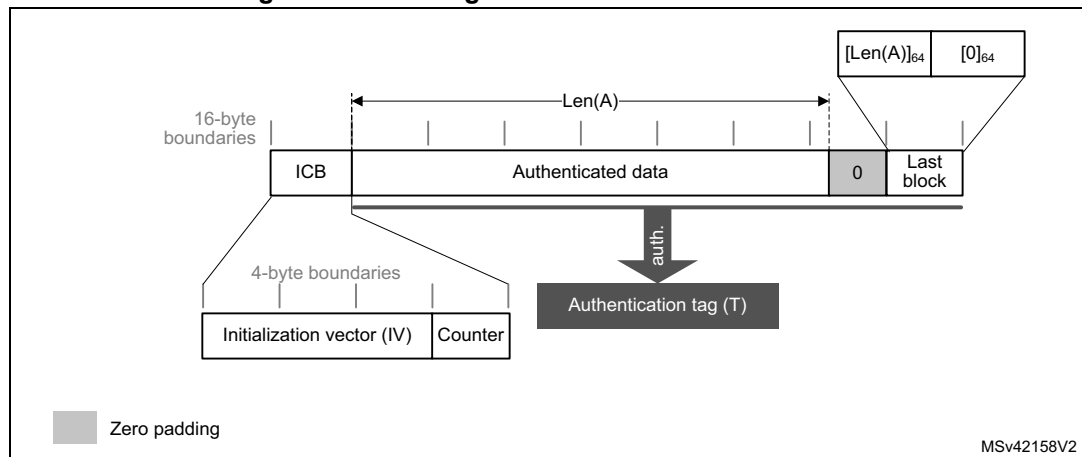 [Len(A)]64 [0]64
Len(A)
16-byte
boundaries
ICB
Authenticated data
0
Last
block
auth.
4-byte boundaries
Authentication tag (T)
Initialization vector (IV)
Counter
Zero padding
MSv42158V2